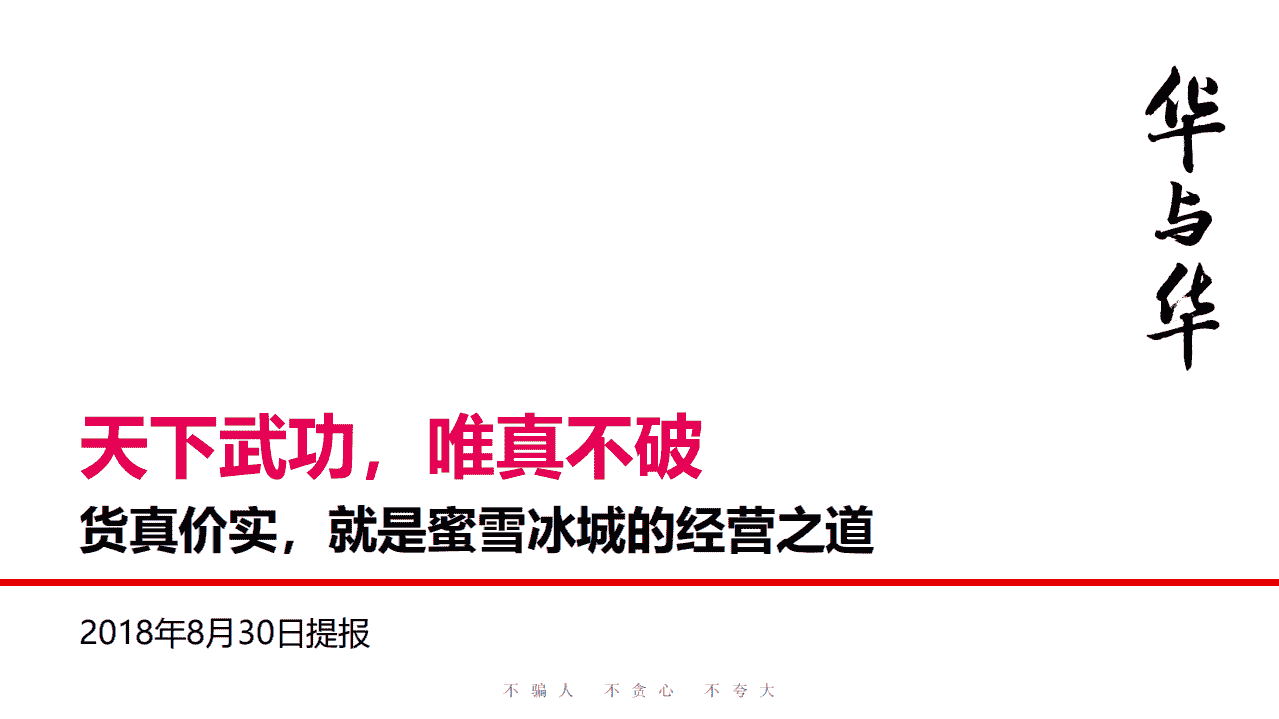 华与华
天下武功，唯真不破
货真价实，就是蜜雪冰城的经营之道
2018年8月30日提报
不骗人 不贪心 不夸大